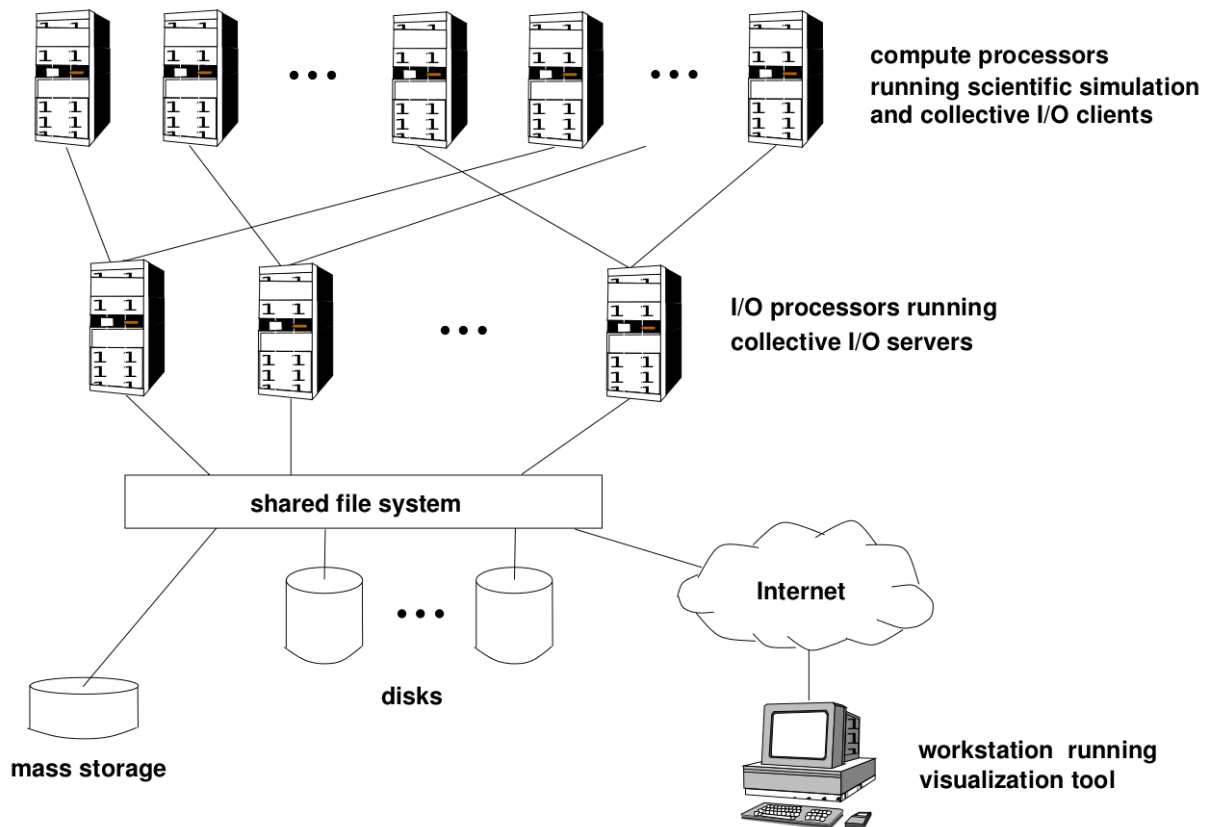 compute processors
running scientific simulation
and collective I/O clients
I/O processors running
collective I/O servers
shared file system
Internet
disks
mass storage
workstation running
visualization tool